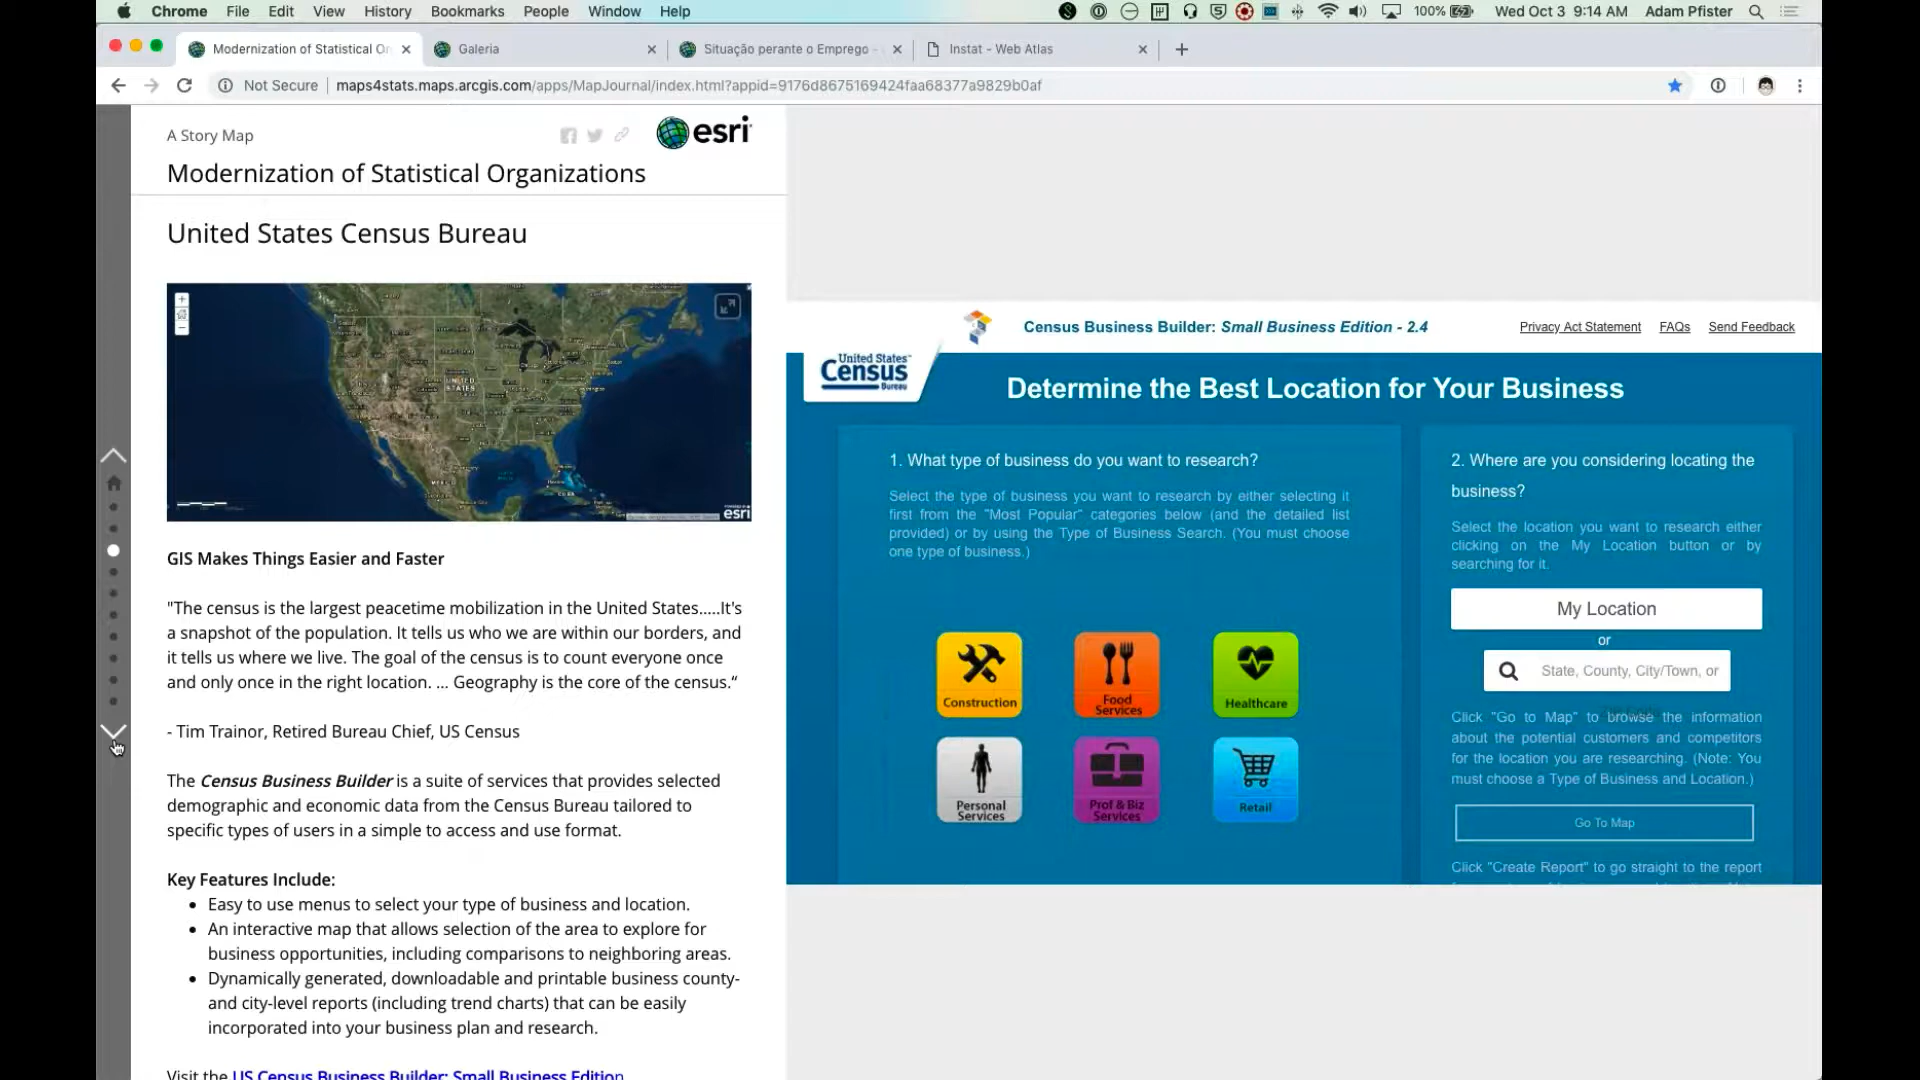 Chrome File Edit View History Bookmarks People Window Help
100% Wed Oct 3 9:14 AM Adam Pfister
Modernization of Statistical Or
Galeria
Situação perante o Emprego -
Instat - Web Atlas
Not Secure maps4stats.maps.arcgis.com/apps/MapJournal/index.html?appid=9176d8675169424faa68377a9829b0af
A Story Map
esri
Modernization of Statistical Organizations
United States Census Bureau
UNITED
STATES
esri
GIS Makes Things Easier and Faster
"The census is the largest peacetime mobilization in the United States.....It's
a snapshot of the population. It tells us who we are within our borders, and
it tells us where we live. The goal of the census is to count everyone once
and only once in the right location. ... Geography is the core of the census.“
- Tim Trainor, Retired Bureau Chief, US Census
The Census Business Builder is a suite of services that provides selected
demographic and economic data from the Census Bureau tailored to
specific types of users in a simple to access and use format.
Key Features Include:
Easy to use menus to select your type of business and location.
An interactive map that allows selection of the area to explore for
business opportunities, including comparisons to neighboring areas.
Dynamically generated, downloadable and printable business county-
and city-level reports (including trend charts) that can be easily
incorporated into your business plan and research.
Visit the US Census Business Builder: Small Business Edition
Census Business Builder: Small Business Edition - 2.4
Privacy Act Statement FAQs Send Feedback
United States
Census
Bureau
Determine the Best Location for Your Business
1. What type of business do you want to research?
Select the type of business you want to research by either selecting it
first from the "Most Popular" categories below (and the detailed list
provided) or by using the Type of Business Search. (You must choose
one type of business.)
Construction
Food
Services
Healthcare
Personal
Services
Prof & Biz
Services
Retail
2. Where are you considering locating the
business?
Select the location you want to research either
clicking on the My Location button or by
searching for it.
My Location
or
State, County, City/Town, or
Click "Go to Map" to browse the information
about the potential customers and competitors
for the location you are researching. (Note: You
must choose a Type of Business and Location.)
Go To Map
Click "Create Report" to go straight to the report